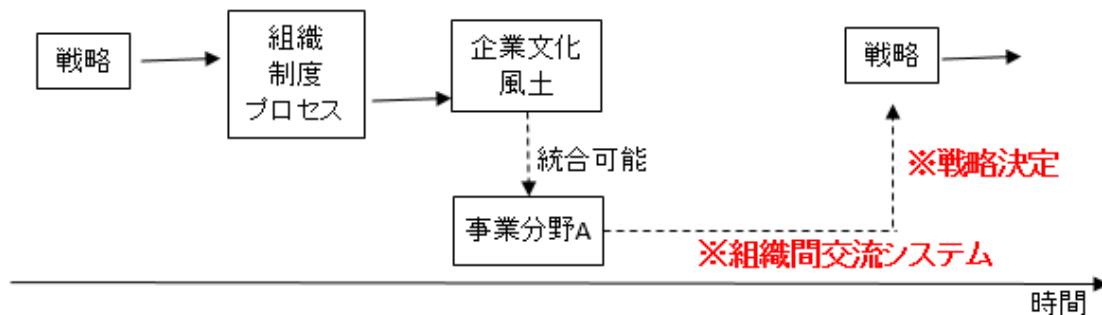 戦略
組織
制度
プロセス
企業文化
風土
戦略
統合可能
※戦略決定
事業分野A
※組織間交流システム
時間